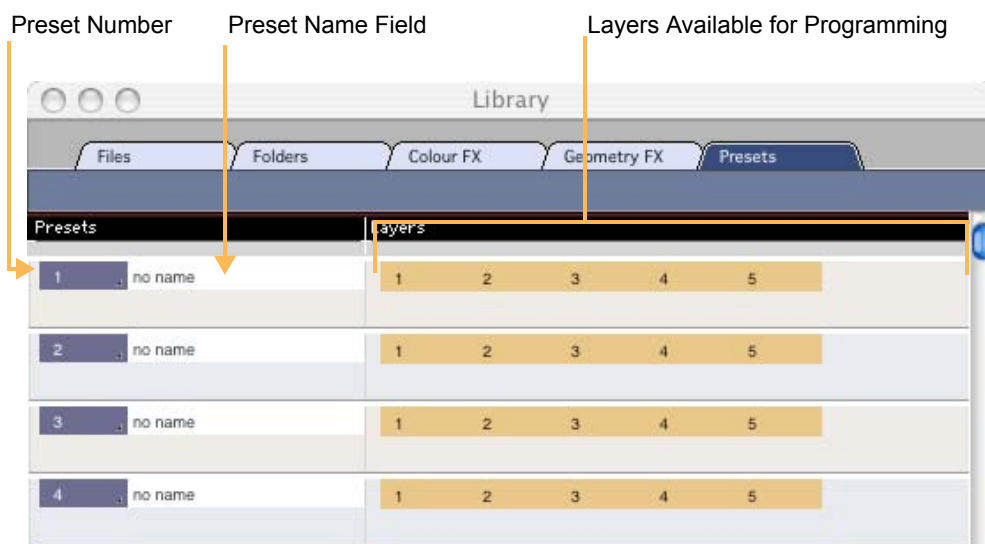 Preset Number Preset Name Field Layers Available for Programming
Library
Files Folders Colour FX Geometry FX Presets
Presets Layers
1 no name 1 2 3 4 5
2 no name 1 2 3 4 5
3 no name 1 2 3 4 5
4 no name 1 2 3 4 5